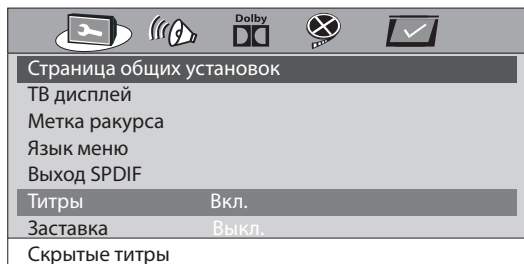 Dolby
Страница общих установок
ТВ дисплей
Метка ракурса
Язык меню
Выход SPDIF
Титры Вкл.
Заставка Выкл.
Скрытые титры